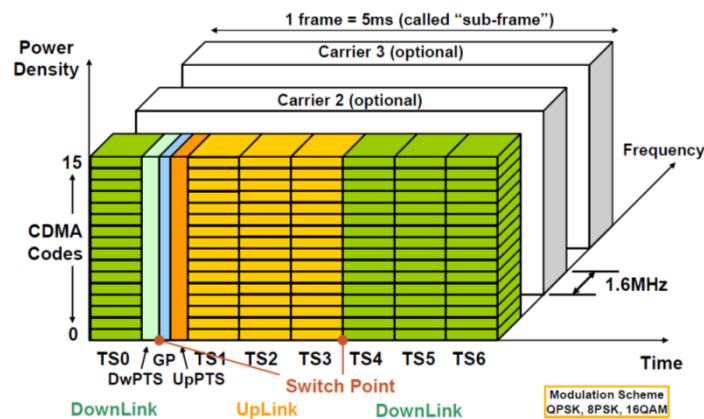 1 frame = 5ms (called “sub-frame”)
Power
Density
Carrier 3 (optional)
Carrier 2 (optional)
Frequency
15
CDMA
Codes
0
1.6MHz
TS0 GP TS1 TS2 TS3 TS4 TS5 TS6
Time
DwPTS UpPTS
Switch Point
DownLink UpLink DownLink
Modulation Scheme
QPSK, 8PSK, 16QAM